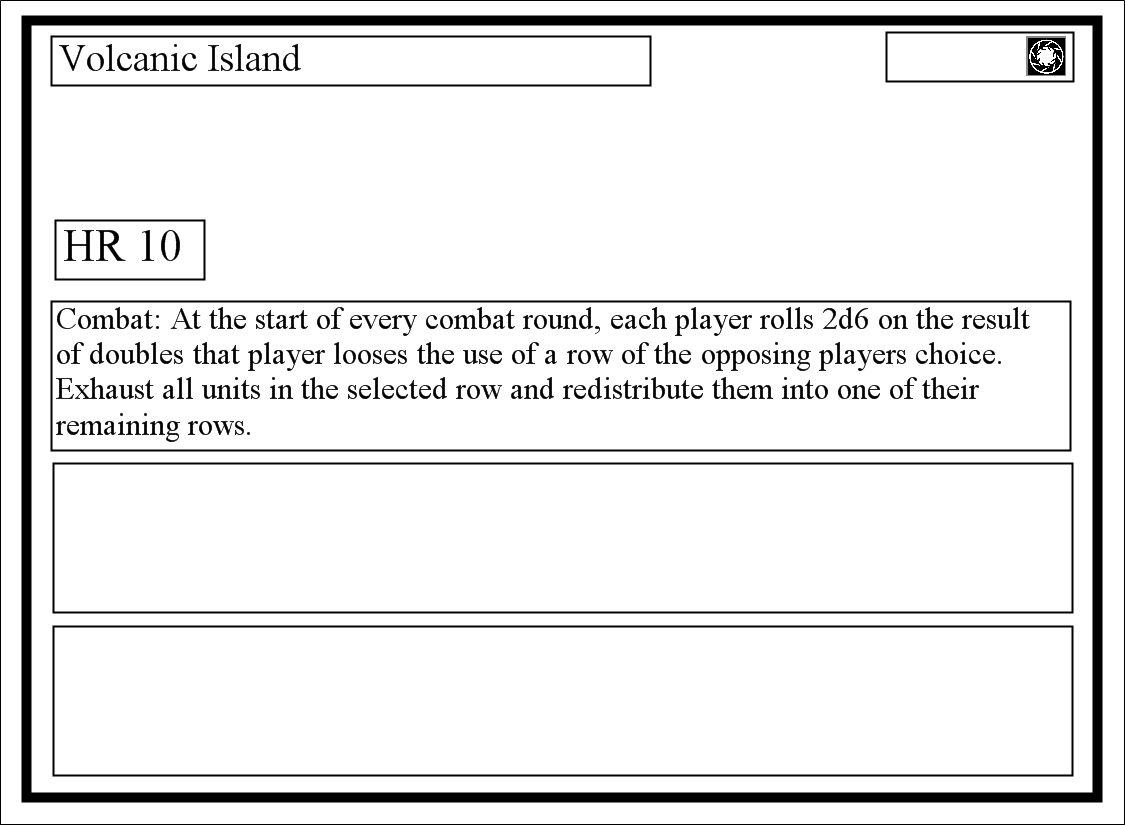 Volcanic Island
HR 10
Combat: At the start of every combat round, each player rolls 2d6 on the result
of doubles that player looses the use of a row of the opposing players choice.
Exhaust all units in the selected row and redistribute them into one of their
remaining rows.